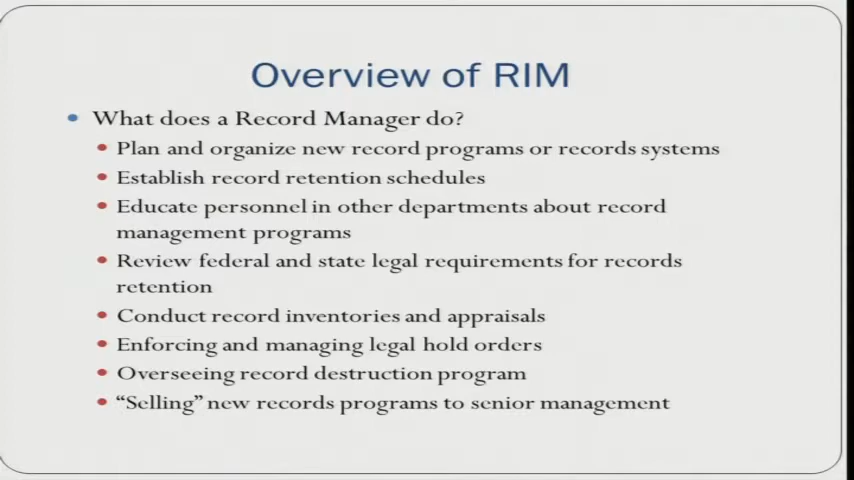 Overview of RIM
What does a Record Manager do?
Plan and organize new record programs or records systems
Establish record retention schedules
Educate personnel in other departments about record
management programs
Review federal and state legal requirements for records
retention
Conduct record inventories and appraisals
Enforcing and managing legal hold orders
Overseeing record destruction program
“Selling” new records programs to senior management